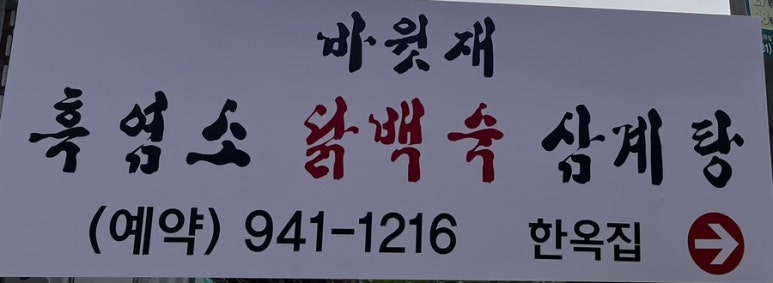 바윗재
흑염소 닭백숙 삼계탕
(예약) 941-1216 한옥집